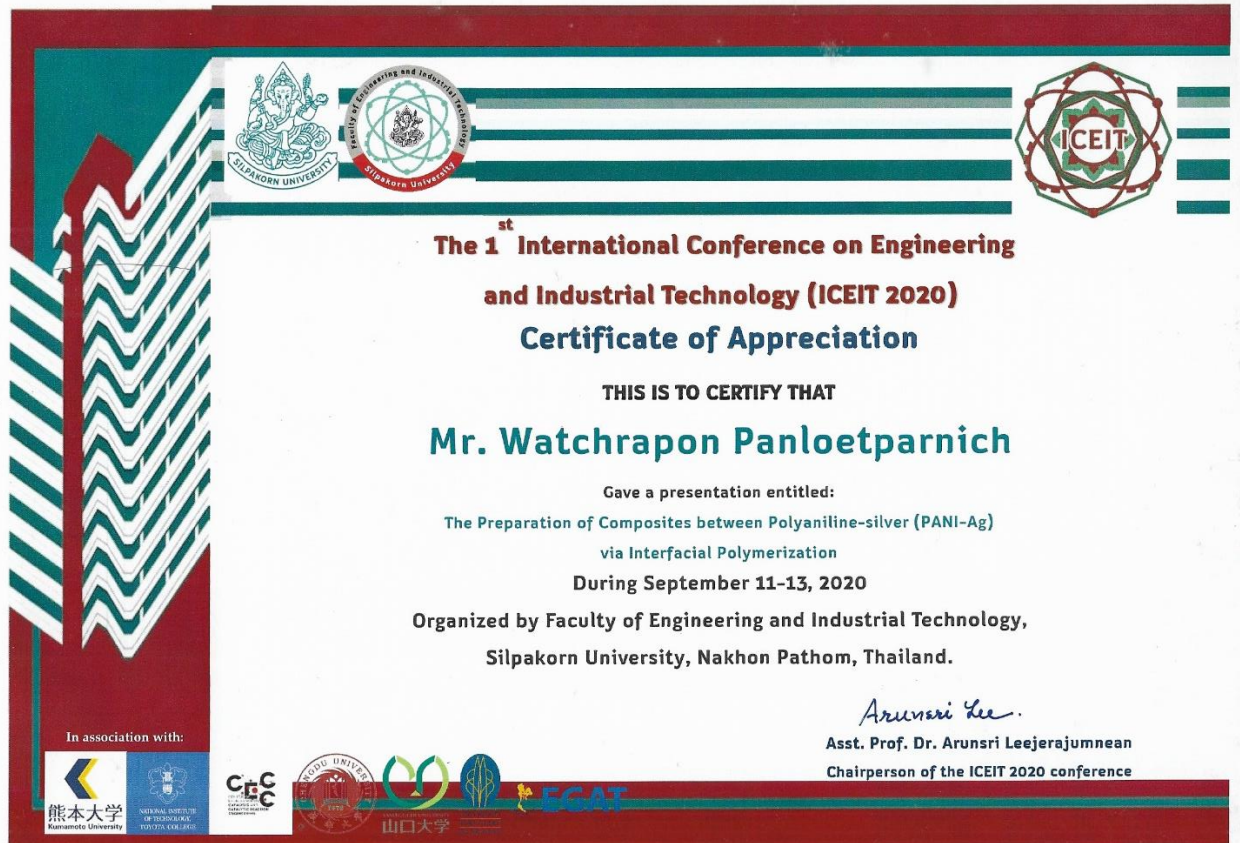 SILPAKORN UNIVERSITY
Faculty of Engineering and Industrial Technology
Silpakorn University
ICEIT
The 1st International Conference on Engineering
and Industrial Technology (ICEIT 2020)
Certificate of Appreciation
THIS IS TO CERTIFY THAT
Mr. Watchrapon Panloetparnich
Gave a presentation entitled:
The Preparation of Composites between Polyaniline-silver (PANI-Ag)
via Interfacial Polymerization
During September 11-13, 2020
Organized by Faculty of Engineering and Industrial Technology,
Silpakorn University, Nakhon Pathom, Thailand.
Arunsri Lee.
Asst. Prof. Dr. Arunsri Leejerajumnean
Chairperson of the ICEIT 2020 conference
In association with:
熊本大学
Kumamoto University
NATIONAL INSTITUTE
OF TECHNOLOGY,
TOYOTA COLLEGE
CHENGDU UNIVERSITY
山口大学
EGAT